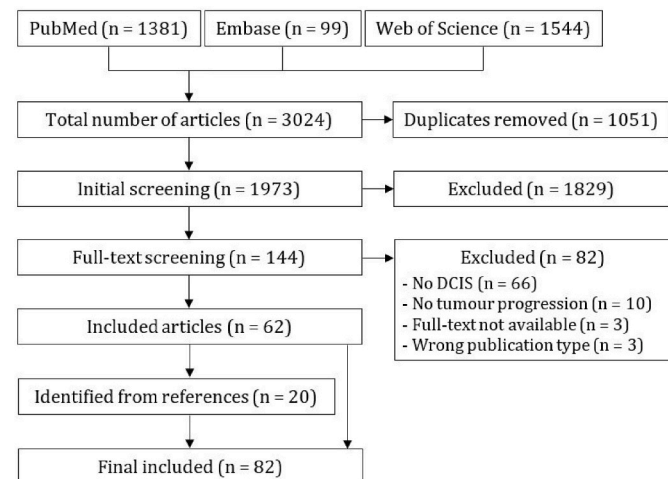 PubMed (n = 1381)
Embase (n = 99)
Web of Science (n = 1544)
Total number of articles (n = 3024)
Duplicates removed (n = 1051)
Initial screening (n = 1973)
Excluded (n = 1829)
Full-text screening (n = 144)
Excluded (n = 82)
- No DCIS (n = 66)
- No tumour progression (n = 10)
- Full-text not available (n = 3)
- Wrong publication type (n = 3)
Included articles (n = 62)
Identified from references (n = 20)
Final included (n = 82)